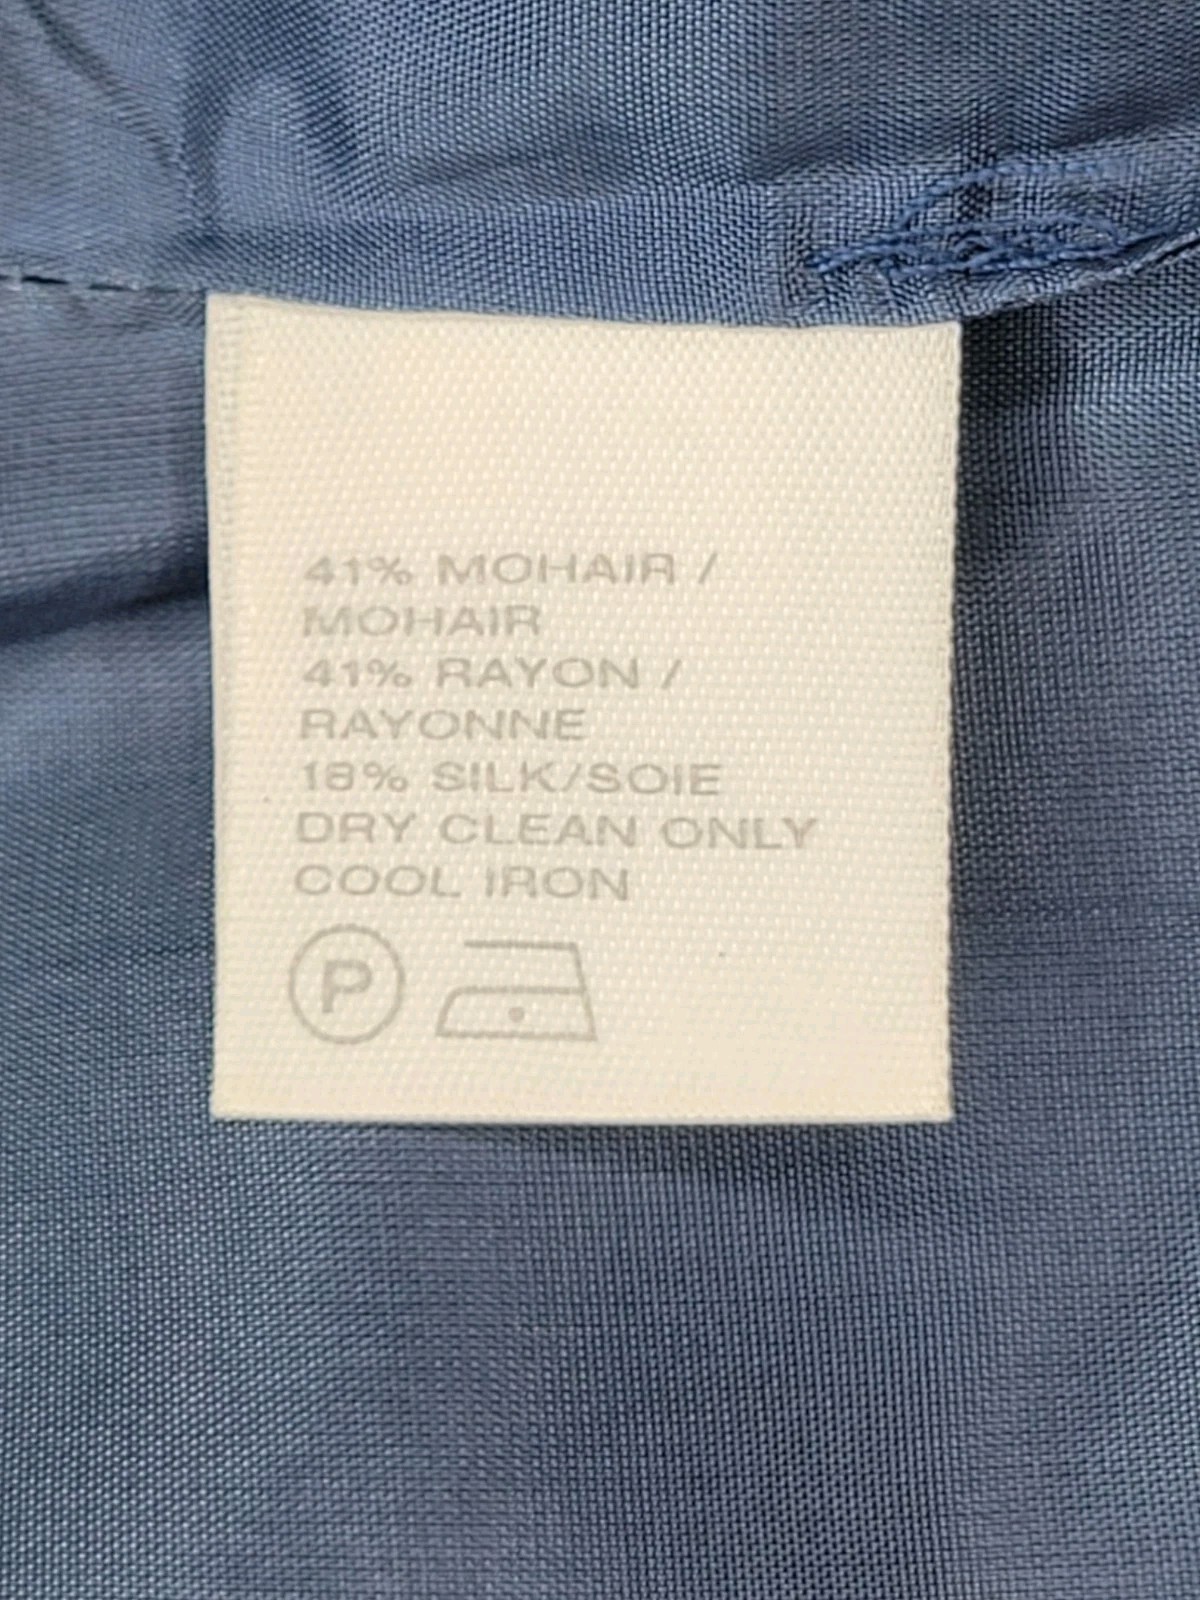 41% MOHAIR /
MOHAIR
41% RAYON /
RAYONNE
18% SILK/SOIE
DRY CLEAN ONLY
COOL IRON
P